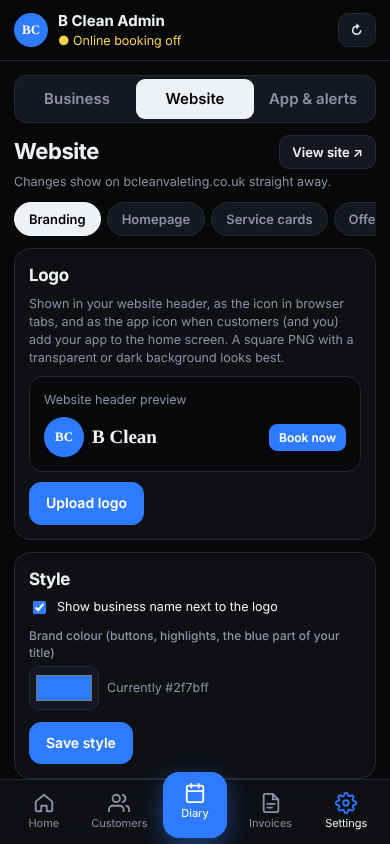 BC
B Clean Admin
Online booking off
Business
Website
App & alerts
Website
View site ↗
Changes show on bcleanvaleting.co.uk straight away.
Branding
Homepage
Service cards
Offe
Logo
Shown in your website header, as the icon in browser
tabs, and as the app icon when customers (and you)
add your app to the home screen. A square PNG with a
transparent or dark background looks best.
Website header preview
BC
B Clean
Book now
Upload logo
Style
Show business name next to the logo
Brand colour (buttons, highlights, the blue part of your
title)
Currently #2f7bff
Save style
Home
Customers
Diary
Invoices
Settings